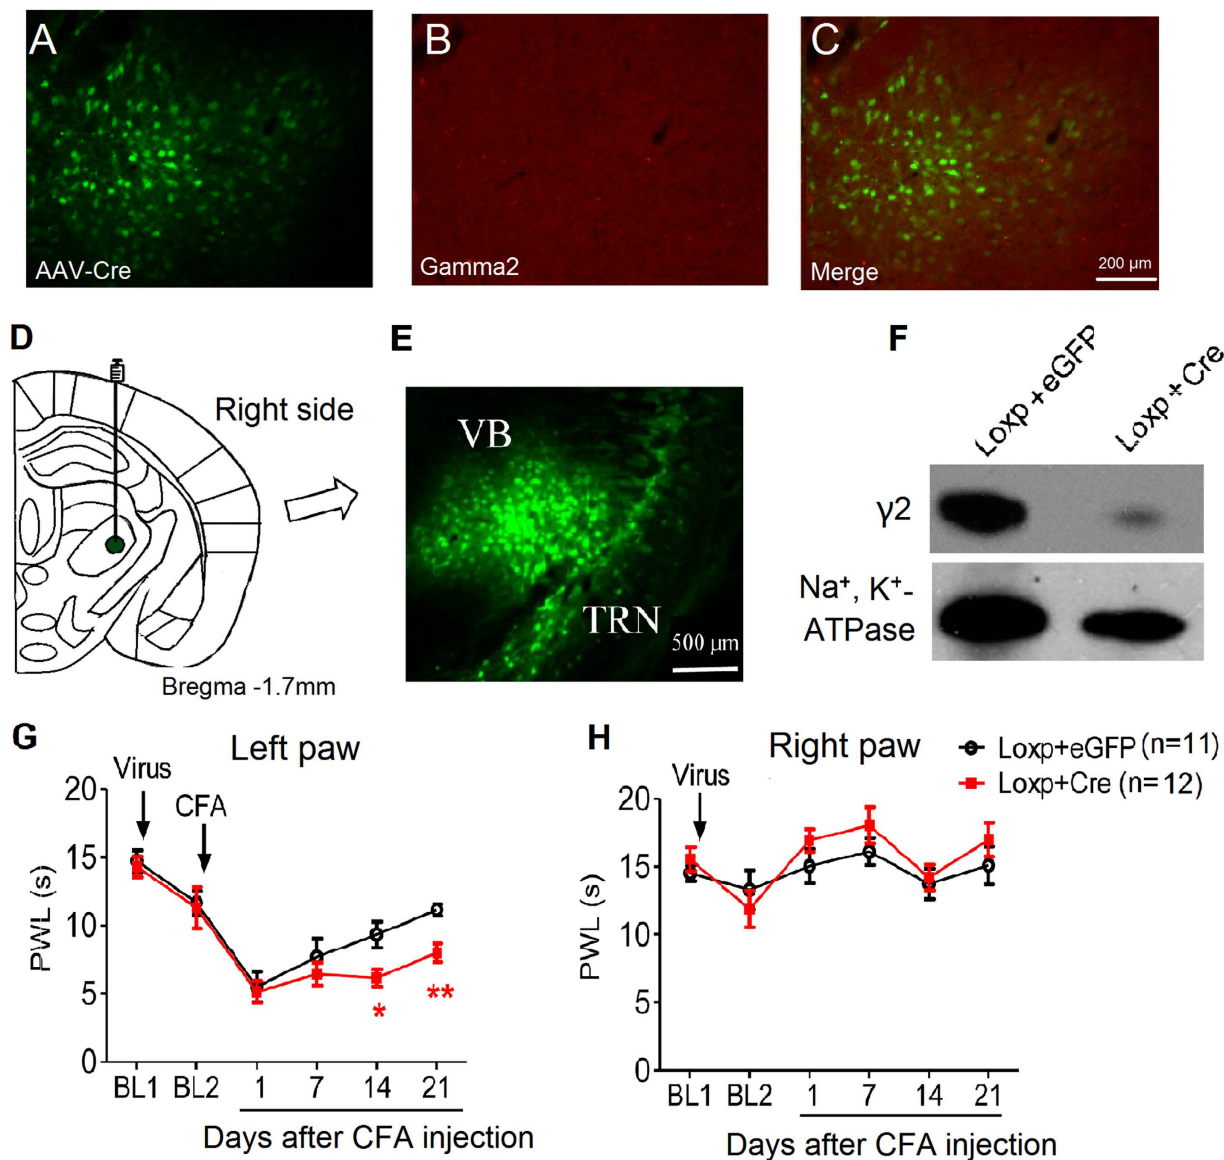 A
B
C
AAV-Cre
Gamma2
Merge
200 µm
D
E
F
Right side
Bregma -1.7mm
VB
TRN
500 µm
Loxp+eGFP
Loxp+Cre
γ2
Na⁺, K⁺-
ATPase
G
Left paw
Virus
CFA
PWL (s)
20
15
10
5
0
*
**
BL1 BL2 1 7 14 21
Days after CFA injection
H
Right paw
Loxp+eGFP (n=11)
Loxp+Cre (n=12)
Virus
PWL (s)
20
15
10
5
0
BL1 BL2 1 7 14 21
Days after CFA injection